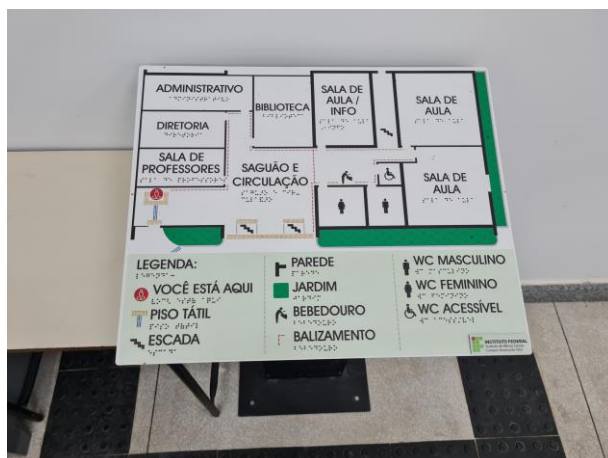 ADMINISTRATIVO
DIRETORIA
SALA DE
PROFESSORES
BIBLIOTECA
SALA DE
AULA /
INFO
SALA DE
AULA
SAGUÃO E
CIRCULAÇÃO
SALA DE
AULA
LEGENDA:
VOCÊ ESTÁ AQUI
PISO TÁTIL
ESCADA
PAREDE
JARDIM
BEBEDOURO
BALIZAMENTO
WC MASCULINO
WC FEMININO
WC ACESSÍVEL
INSTITUTO FEDERAL